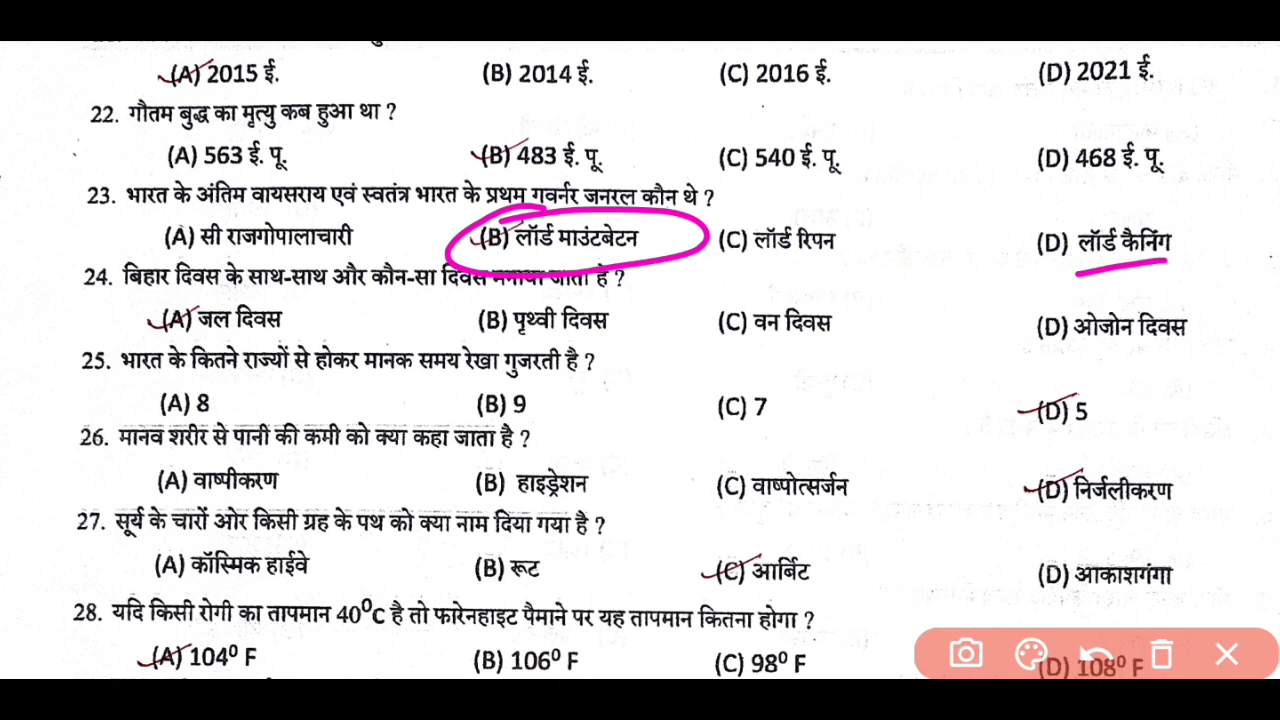 (A) 2015 ई. (B) 2014 ई. (C) 2016 ई. (D) 2021 ई.
22. गौतम बुद्ध का मृत्यु कब हुआ था ?
(A) 563 ई. पू. (B) 483 ई. पू. (C) 540 ई. पू. (D) 468 ई. पू.
23. भारत के अंतिम वायसराय एवं स्वतंत्र भारत के प्रथम गवर्नर जनरल कौन थे ?
(A) सी राजगोपालाचारी (B) लॉर्ड माउंटबेटन (C) लॉर्ड रिपन (D) लॉर्ड कैनिंग
24. बिहार दिवस के साथ-साथ और कौन-सा दिवस मनाया जाता है ?
(A) जल दिवस (B) पृथ्वी दिवस (C) वन दिवस (D) ओजोन दिवस
25. भारत के कितने राज्यों से होकर मानक समय रेखा गुजरती है ?
(A) 8 (B) 9 (C) 7 (D) 5
26. मानव शरीर से पानी की कमी को क्या कहा जाता है ?
(A) वाष्पीकरण (B) हाइड्रेशन (C) वाष्पोत्सर्जन (D) निर्जलीकरण
27. सूर्य के चारों ओर किसी ग्रह के पथ को क्या नाम दिया गया है ?
(A) कॉस्मिक हाईवे (B) रूट (C) आर्बिट (D) आकाशगंगा
28. यदि किसी रोगी का तापमान 40⁰C है तो फारेनहाइट पैमाने पर यह तापमान कितना होगा ?
(A) 104⁰ F (B) 106⁰ F (C) 98⁰ F (D) 108⁰ F